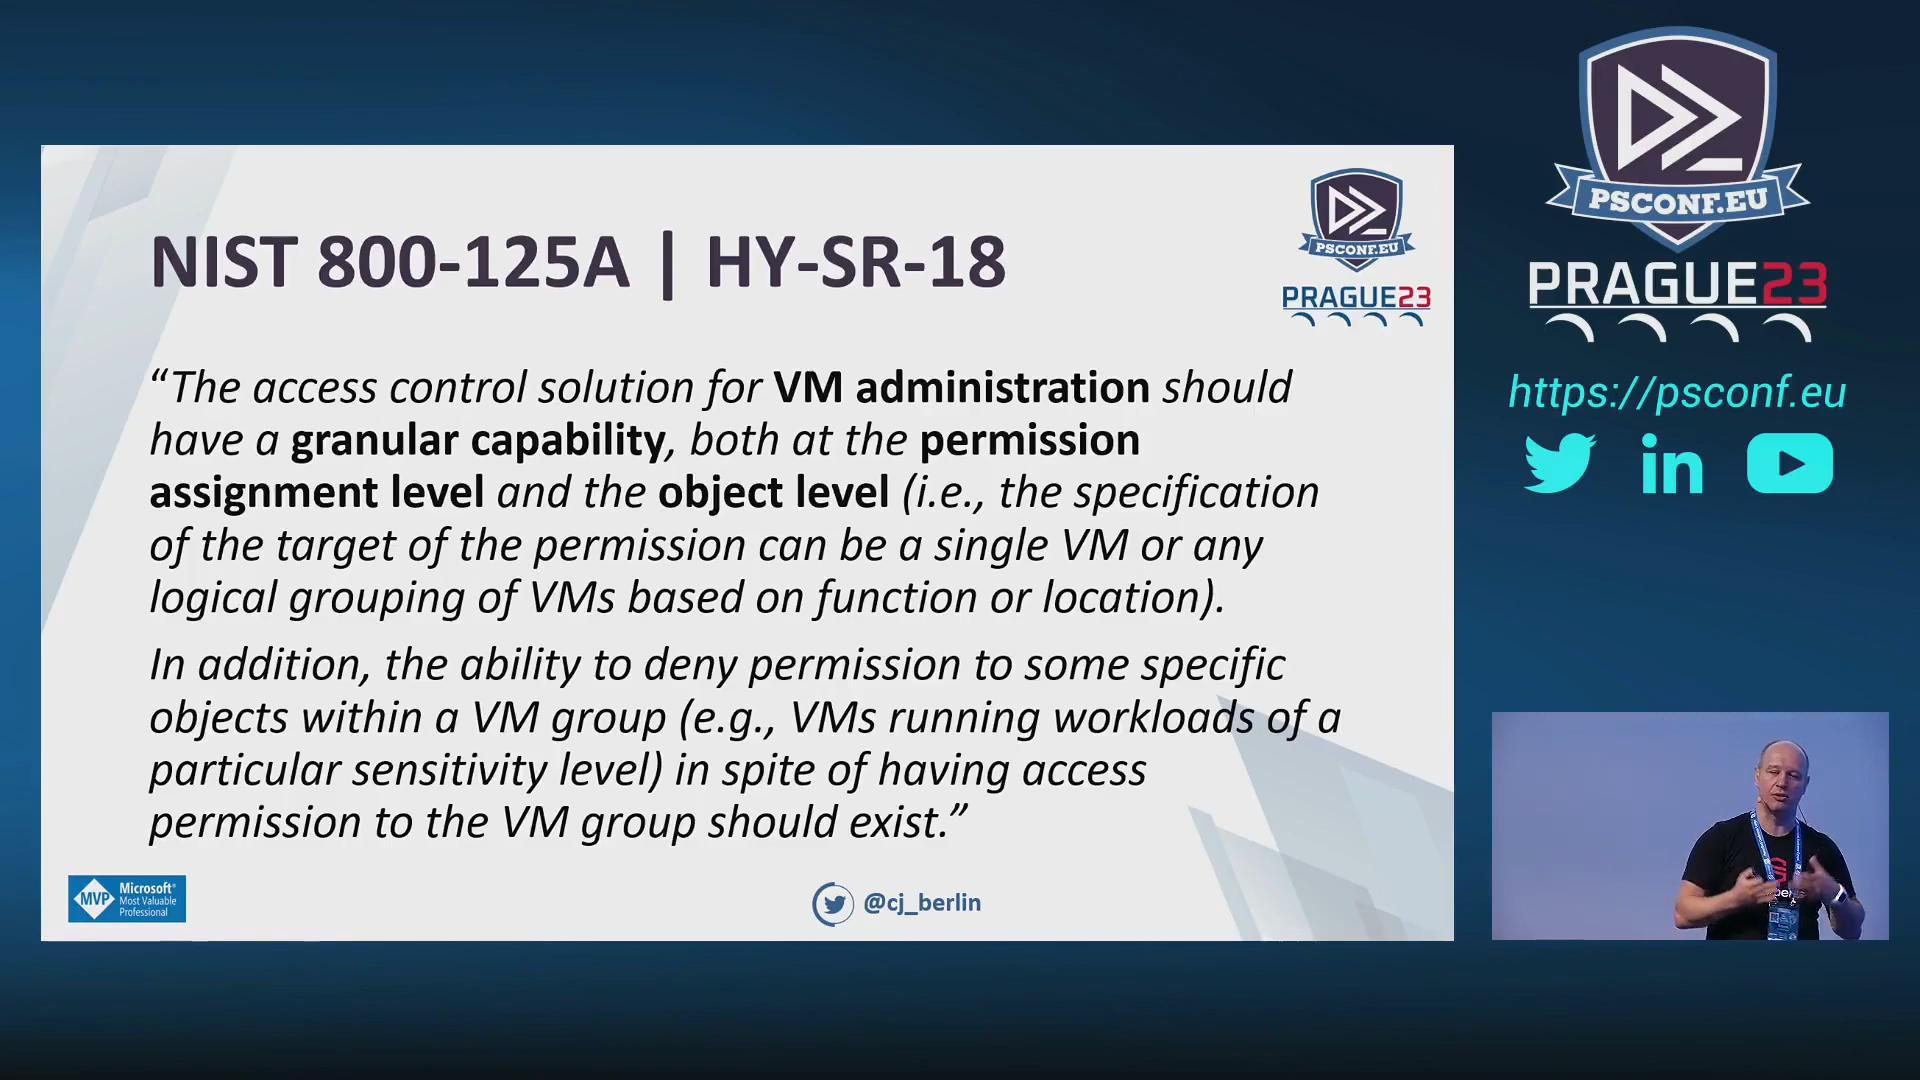 NIST 800-125A | HY-SR-18
PSCONF.EU
PRAGUE23
“The access control solution for VM administration should
have a granular capability, both at the permission
assignment level and the object level (i.e., the specification
of the target of the permission can be a single VM or any
logical grouping of VMs based on function or location).
In addition, the ability to deny permission to some specific
objects within a VM group (e.g., VMs running workloads of a
particular sensitivity level) in spite of having access
permission to the VM group should exist.”
MVP
Microsoft®
Most Valuable
Professional
@cj_berlin
PSCONF.EU
PRAGUE23
https://psconf.eu
in